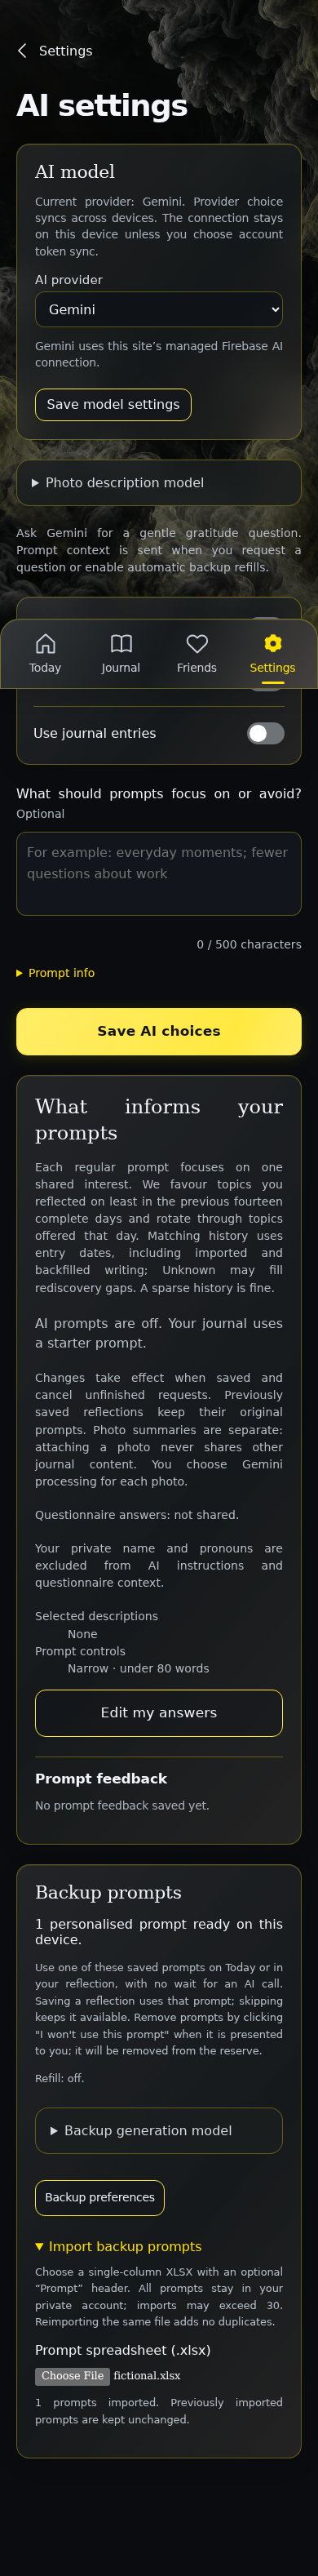 Settings
AI settings
AI model
Current provider: Gemini. Provider choice
syncs across devices. The connection stays
on this device unless you choose account
token sync.
AI provider
Gemini
Gemini uses this site’s managed Firebase AI
connection.
Save model settings
Photo description model
Ask Gemini for a gentle gratitude question.
Prompt context is sent when you request a
question or enable automatic backup refills.
Today
Journal
Friends
Settings
Use journal entries
What should prompts focus on or avoid?
Optional
For example: everyday moments; fewer
questions about work
0 / 500 characters
Prompt info
Save AI choices
What informs your
prompts
Each regular prompt focuses on one
shared interest. We favour topics you
reflected on least in the previous fourteen
complete days and rotate through topics
offered that day. Matching history uses
entry dates, including imported and
backfilled writing; Unknown may fill
rediscovery gaps. A sparse history is fine.
AI prompts are off. Your journal uses
a starter prompt.
Changes take effect when saved and
cancel unfinished requests. Previously
saved reflections keep their original
prompts. Photo summaries are separate:
attaching a photo never shares other
journal content. You choose Gemini
processing for each photo.
Questionnaire answers: not shared.
Your private name and pronouns are
excluded from AI instructions and
questionnaire context.
Selected descriptions
None
Prompt controls
Narrow · under 80 words
Edit my answers
Prompt feedback
No prompt feedback saved yet.
Backup prompts
1 personalised prompt ready on this
device.
Use one of these saved prompts on Today or in
your reflection, with no wait for an AI call.
Saving a reflection uses that prompt; skipping
keeps it available. Remove prompts by clicking
"I won't use this prompt" when it is presented
to you; it will be removed from the reserve.
Refill: off.
Backup generation model
Backup preferences
Import backup prompts
Choose a single-column XLSX with an optional
“Prompt” header. All prompts stay in your
private account; imports may exceed 30.
Reimporting the same file adds no duplicates.
Prompt spreadsheet (.xlsx)
Choose File fictional.xlsx
1 prompts imported. Previously imported
prompts are kept unchanged.